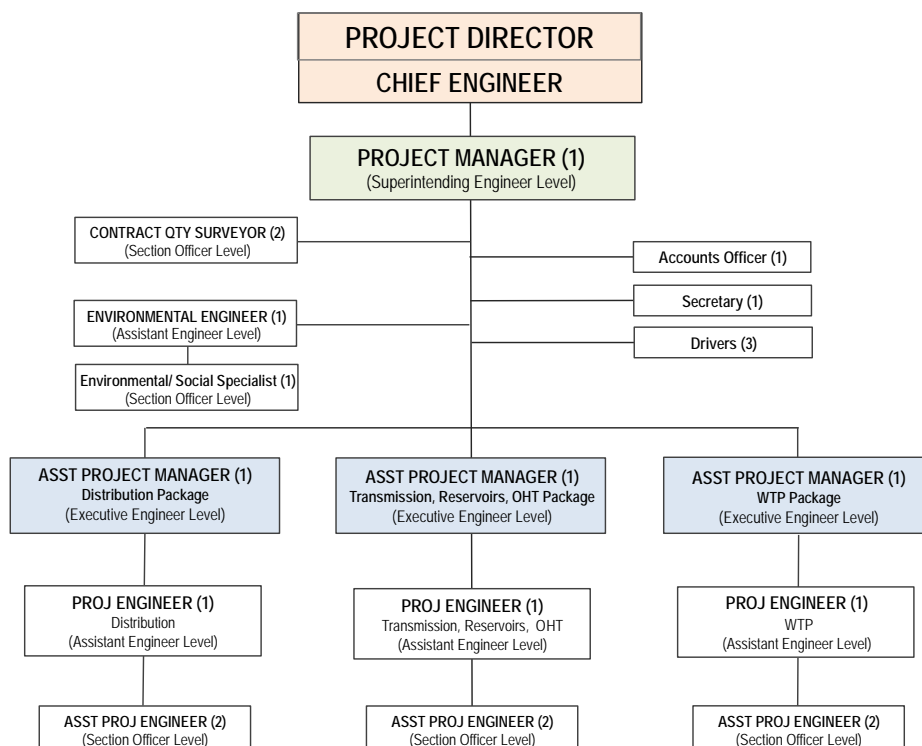 PROJECT DIRECTOR
CHIEF ENGINEER
PROJECT MANAGER (1)
(Superintending Engineer Level)
CONTRACT QTY SURVEYOR (2)
(Section Officer Level)
Accounts Officer (1)
Secretary (1)
ENVIRONMENTAL ENGINEER (1)
(Assistant Engineer Level)
Drivers (3)
Environmental/ Social Specialist (1)
(Section Officer Level)
ASST PROJECT MANAGER (1)
Distribution Package
(Executive Engineer Level)
ASST PROJECT MANAGER (1)
Transmission, Reservoirs, OHT Package
(Executive Engineer Level)
ASST PROJECT MANAGER (1)
WTP Package
(Executive Engineer Level)
PROJ ENGINEER (1)
Distribution
(Assistant Engineer Level)
PROJ ENGINEER (1)
Transmission, Reservoirs, OHT
(Assistant Engineer Level)
PROJ ENGINEER (1)
WTP
(Assistant Engineer Level)
ASST PROJ ENGINEER (2)
(Section Officer Level)
ASST PROJ ENGINEER (2)
(Section Officer Level)
ASST PROJ ENGINEER (2)
(Section Officer Level)